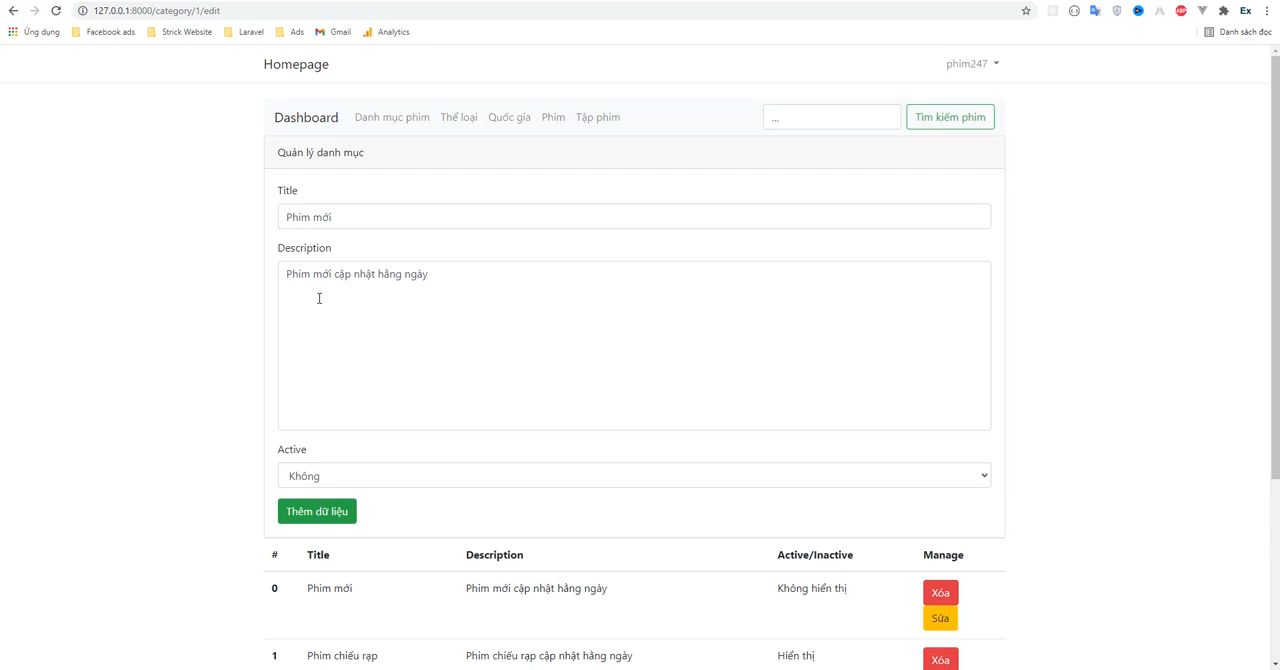 127.0.0.1:8000/category/1/edit
ABP
Ex
Ứng dụng Facebook ads Strick Website Laravel Ads Gmail Analytics Danh sách đọc
Homepage phim247
Dashboard Danh mục phim Thể loại Quốc gia Phim Tập phim ... Tìm kiếm phim
Quản lý danh mục
Title
Phim mới
Description
Phim mới cập nhật hằng ngày
Active
Không
Thêm dữ liệu
# Title Description Active/Inactive Manage
0 Phim mới Phim mới cập nhật hằng ngày Không hiển thị Xóa
Sửa
1 Phim chiếu rạp Phim chiếu rạp cập nhật hằng ngày Hiển thị Xóa